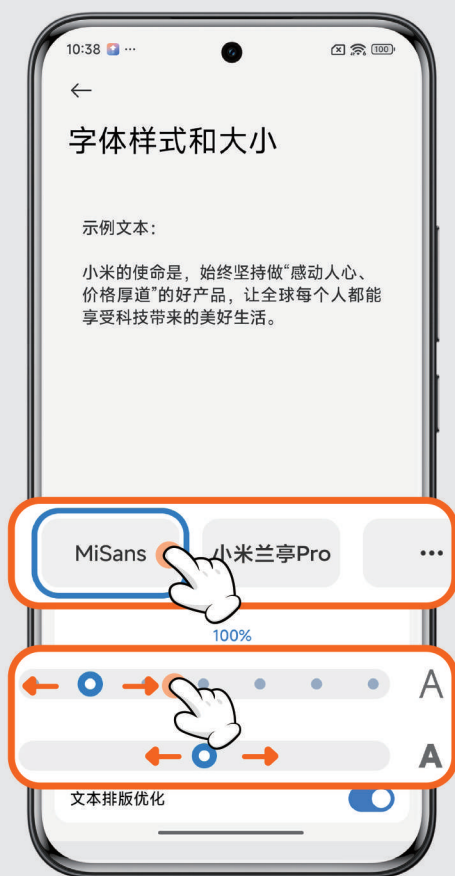 10:38 ... 100
字体样式和大小
示例文本：
小米的使命是，始终坚持做“感动人心、
价格厚道”的好产品，让全球每个人都能
享受科技带来的美好生活。
MiSans 小米兰亭Pro ...
100%
A
A
文本排版优化